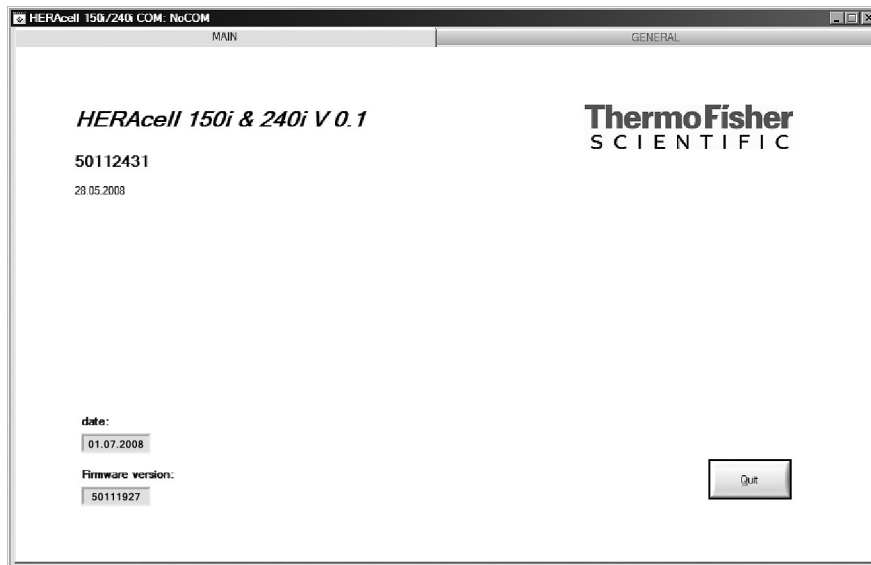 HERAcell 150i/240i COM: NoCOM
MAIN GENERAL
HERAcell 150i & 240i V 0.1
ThermoFisher
SCIENTIFIC
50112431
28.05.2008
date:
01.07.2008
Firmware version:
50111927
Quit